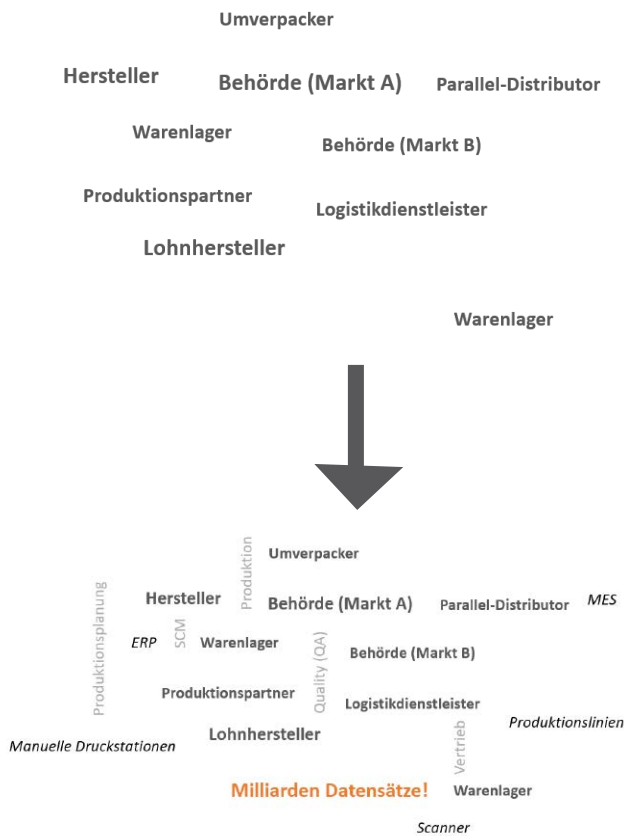 Umverpacker
Hersteller
Behörde (Markt A)
Parallel-Distributor
Warenlager
Behörde (Markt B)
Produktionspartner
Logistikdienstleister
Lohnhersteller
Warenlager
Produktion
Umverpacker
Produktionsplanung
Hersteller
Behörde (Markt A)
Parallel-Distributor
MES
ERP
SCM
Warenlager
Quality (QA)
Behörde (Markt B)
Produktionspartner
Logistikdienstleister
Produktionslinien
Manuelle Druckstationen
Lohnhersteller
Vertrieb
Milliarden Datensätze!
Warenlager
Scanner